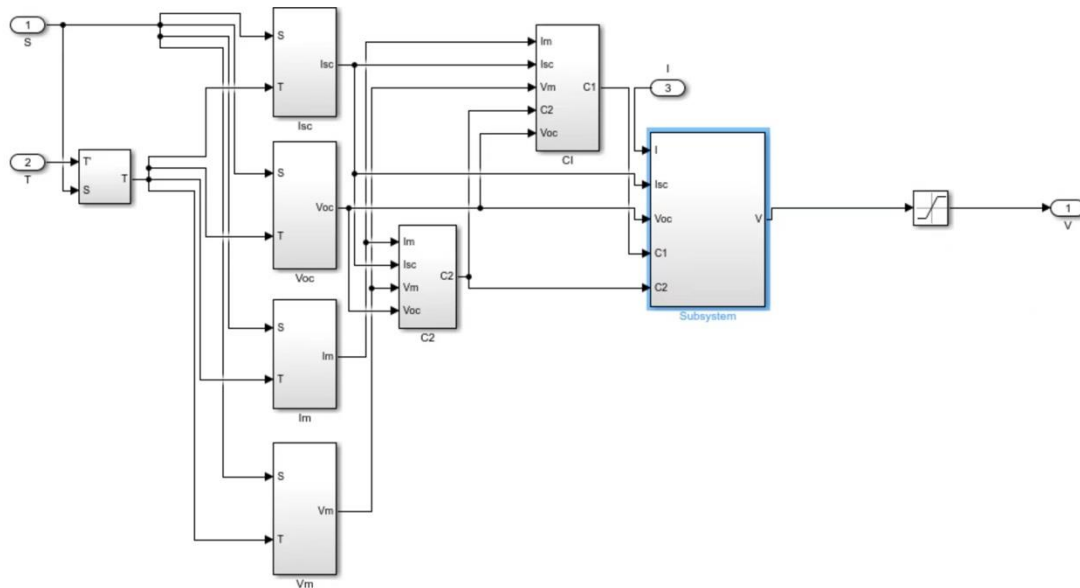 1
S
2
T
T'
S
T
S
T
Isc
Isc
S
T
Voc
Voc
S
T
Im
Im
S
T
Vm
Vm
Im
Isc
Vm
Voc
C2
C2
Im
Isc
Vm
C2
Voc
C1
CI
I
3
I
Isc
Voc
C1
C2
V
Subsystem
1
V